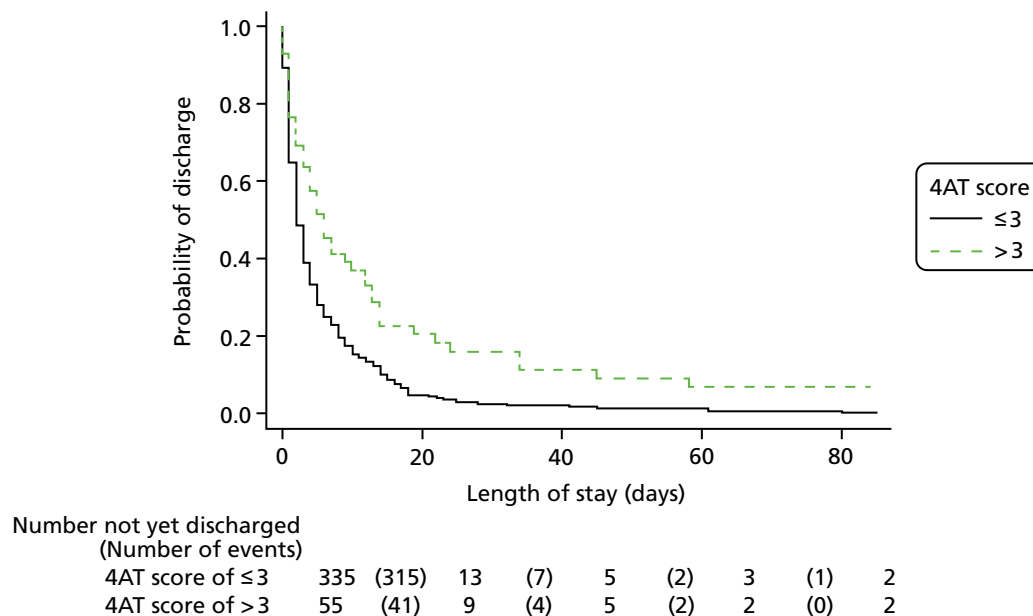 1.0
0.8
0.6
0.4
0.2
0.0
Probability of discharge
0 20 40 60 80
Length of stay (days)
4AT score
≤3
>3
Number not yet discharged
(Number of events)
4AT score of ≤3 335 (315) 13 (7) 5 (2) 3 (1) 2
4AT score of >3 55 (41) 9 (4) 5 (2) 2 (0) 2